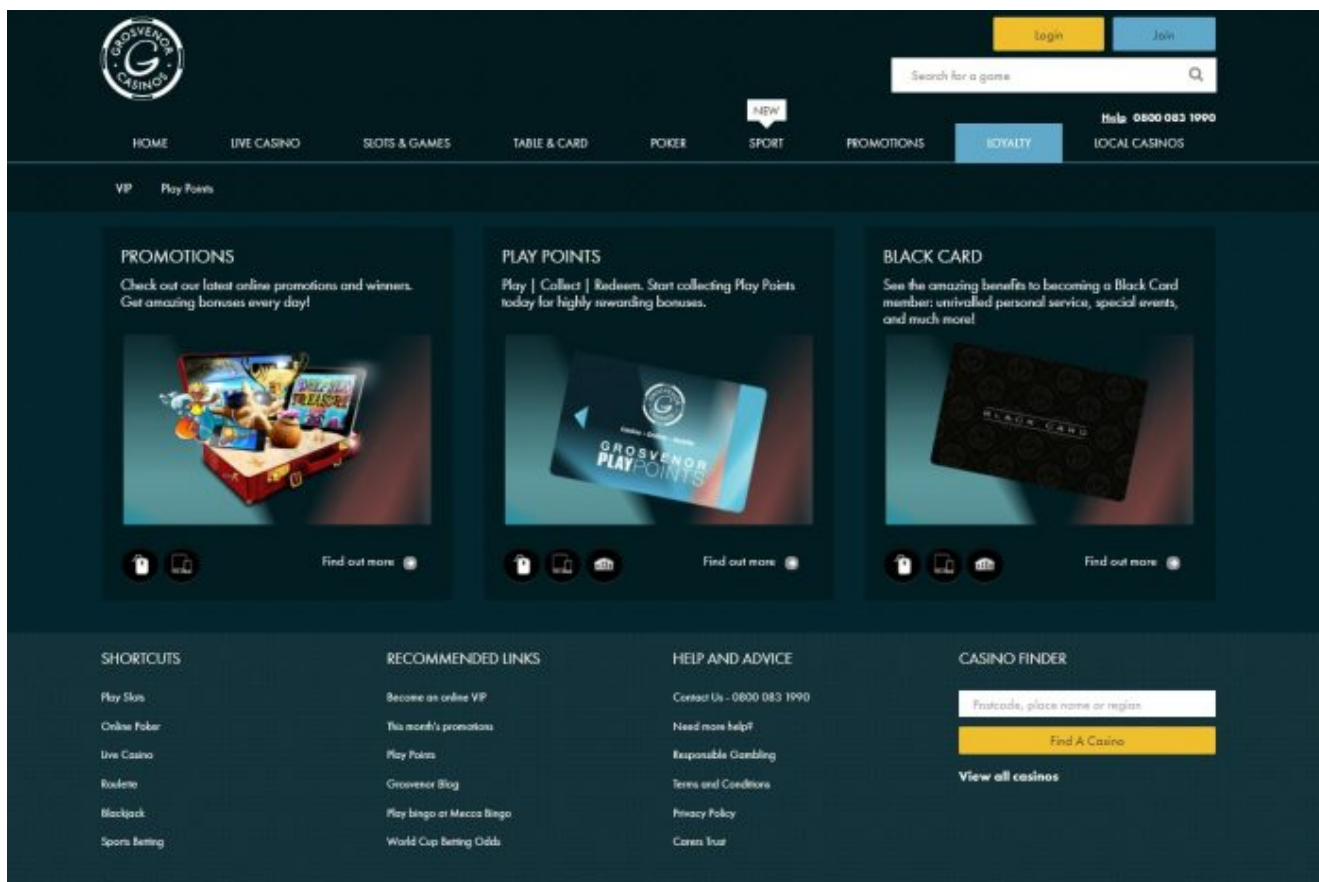 GROSVENOR
G
CASINOS
Login
Join
Search for a game
NEW
Help 0800 083 1990
HOME
LIVE CASINO
SLOTS & GAMES
TABLE & CARD
POKER
SPORT
PROMOTIONS
LOYALTY
LOCAL CASINOS
VIP
Play Points
PROMOTIONS
Check out our latest online promotions and winners.
Get amazing bonuses every day!
TREASURE
Find out more
PLAY POINTS
Play | Collect | Redeem. Start collecting Play Points
today for highly rewarding bonuses.
GROSVENOR
G
CASINOS
GROSVENOR
PLAYPOINTS
Find out more
BLACK CARD
See the amazing benefits to becoming a Black Card
member: unrivalled personal service, special events,
and much more!
BLACK CARD
Find out more
SHORTCUTS
Play Slots
Online Poker
Live Casino
Roulette
Blackjack
Sports Betting
RECOMMENDED LINKS
Become an online VIP
This month's promotions
Play Points
Grosvenor Blog
Play bingo at Mecca Bingo
World Cup Betting Odds
HELP AND ADVICE
Contact Us - 0800 083 1990
Need more help?
Responsible Gambling
Terms and Conditions
Privacy Policy
Carers Trust
CASINO FINDER
Postcode, place name or region
Find A Casino
View all casinos